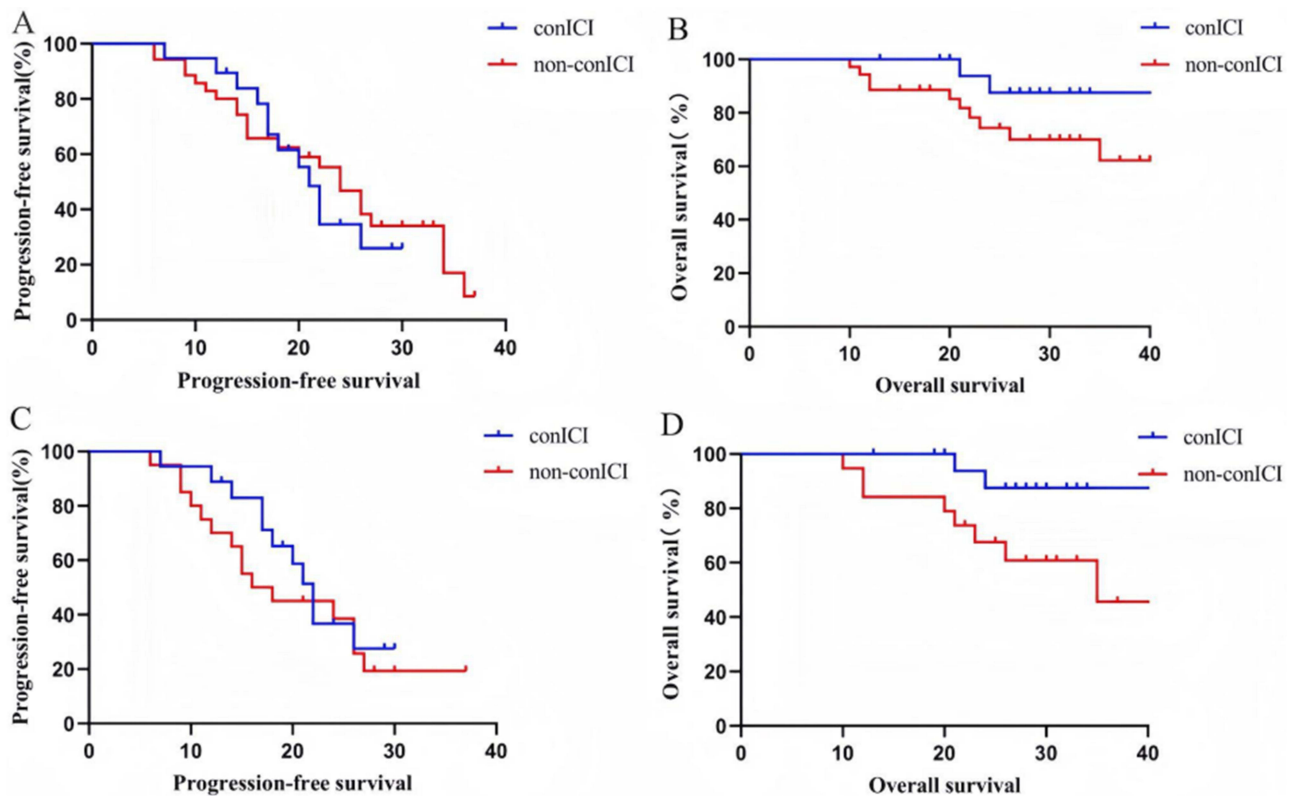 A
conICI
non-conICI
Progression-free survival(%)
100
80
60
40
20
0
0 10 20 30 40
Progression-free survival
B
conICI
non-conICI
Overall survival( %)
100
80
60
40
20
0
0 10 20 30 40
Overall survival
C
conICI
non-conICI
Progression-free survival(%)
100
80
60
40
20
0
0 10 20 30 40
Progression-free survival
D
conICI
non-conICI
Overall survival( %)
100
80
60
40
20
0
0 10 20 30 40
Overall survival